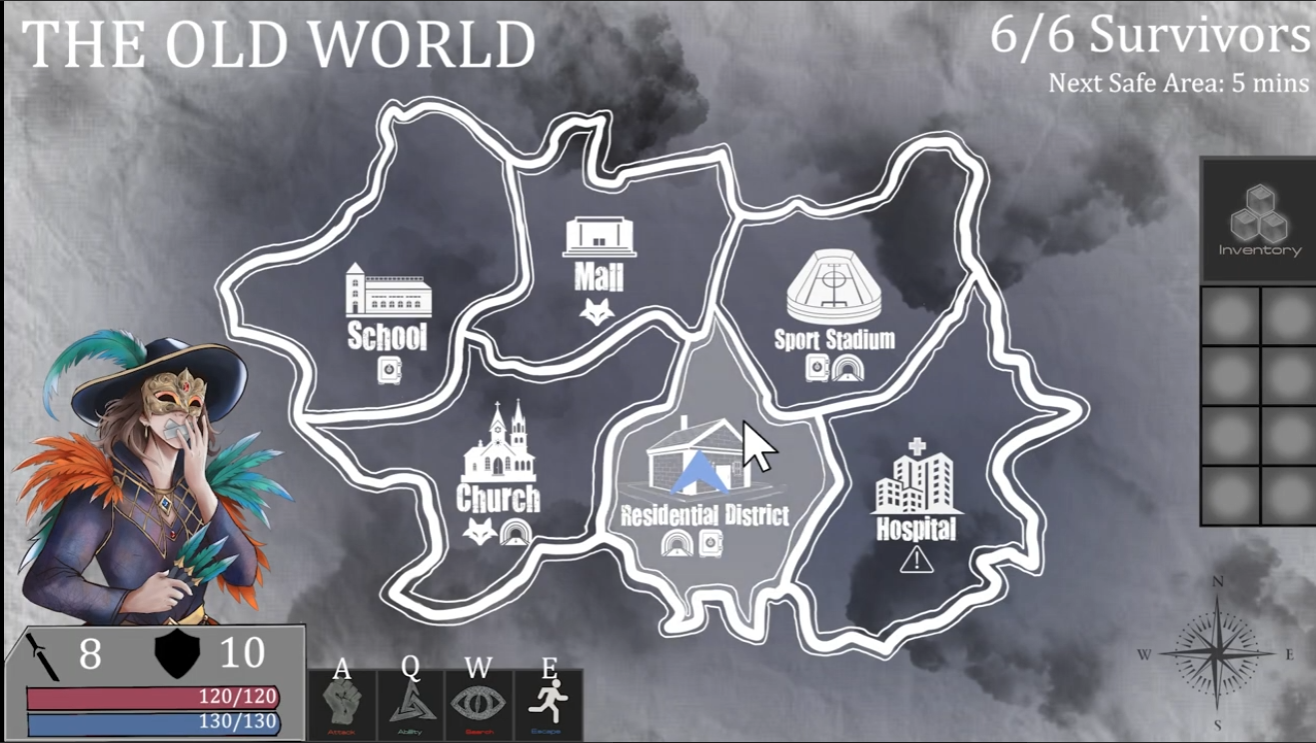 THE OLD WORLD
6/6 Survivors
Next Safe Area: 5 mins
Inventory
Mall
School
Sport Stadium
Church
Residential District
Hospital
N
W
E
S
8
10
120/120
130/130
A
Q
W
E
Attack
Ability
Search
Escape